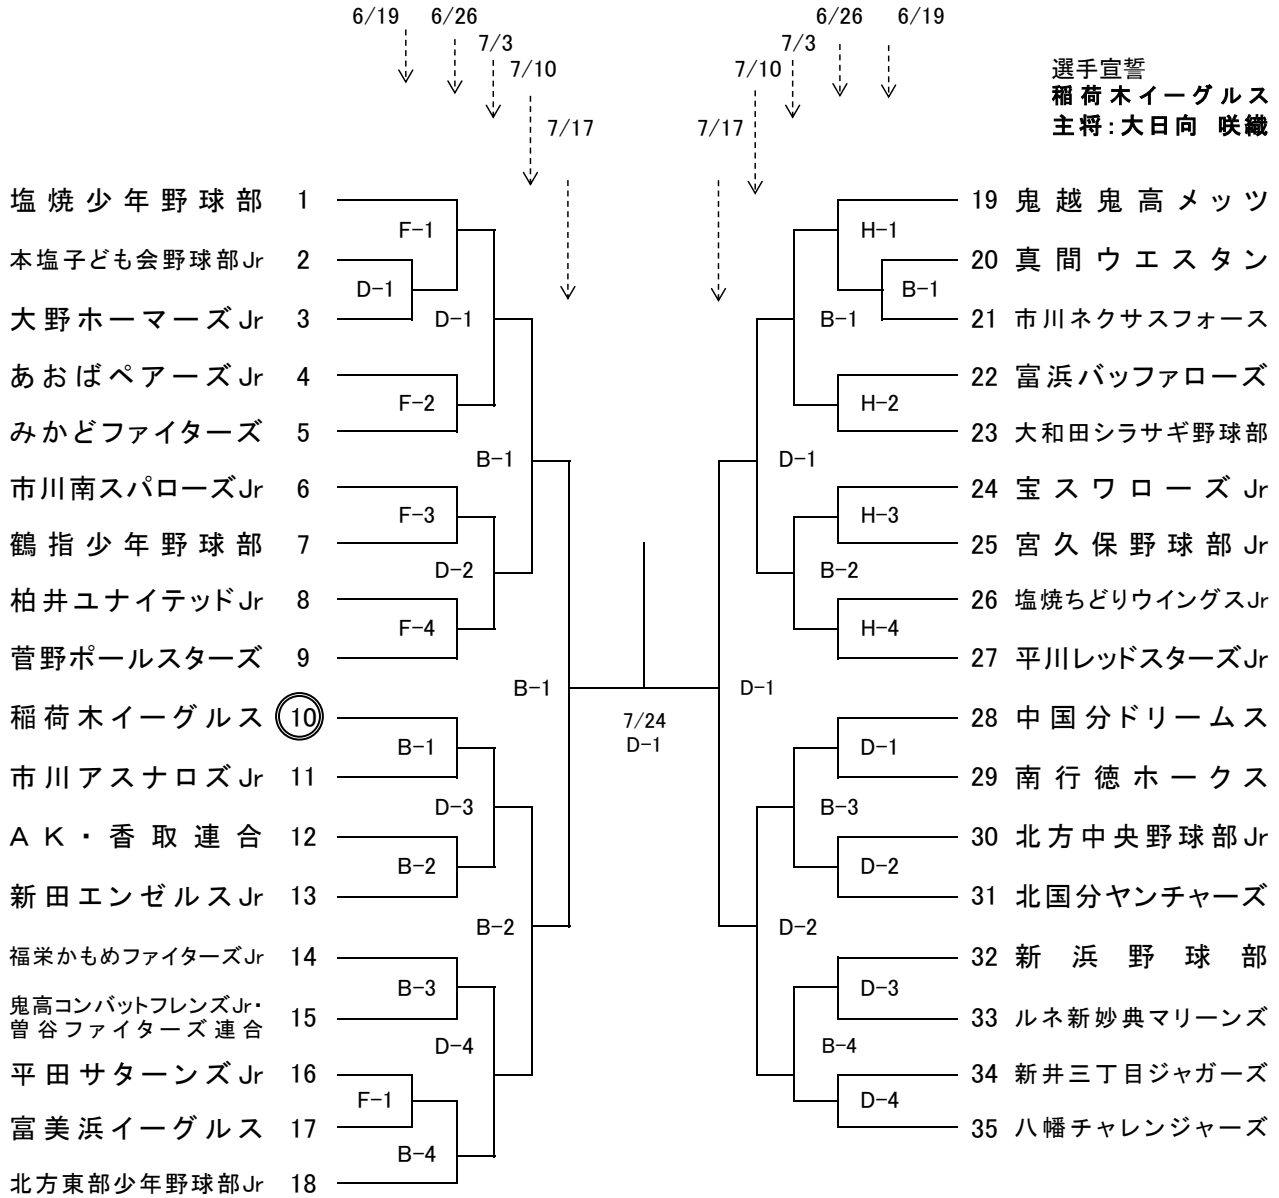 6/19 6/26 6/26 6/19
7/3 7/3
7/10 7/10
7/17 7/17
選手宣誓
稲荷木イーグルス
主将:大日向 咲織
塩焼少年野球部 1
F-1
本塩子ども会野球部Jr 2
D-1
大野ホーマーズJr 3
D-1
あおばペアーズJr 4
F-2
みかどファイターズ 5
B-1
市川南スパローズJr 6
F-3
鶴指少年野球部 7
D-2
柏井ユナイテッドJr 8
F-4
菅野ポールスターズ 9
B-1
稲荷木イーグルス 10
B-1
市川アスナロズJr 11
D-3
AK・香取連合 12
B-2
新田エンゼルスJr 13
B-2
福栄かもめファイターズJr 14
B-3
鬼高コンバットフレンズJr・
曽谷ファイターズ連合 15
D-4
平田サターンズJr 16
F-1
富美浜イーグルス 17
B-4
北方東部少年野球部Jr 18
7/24
D-1
19 鬼越鬼高メッツ
H-1
20 真間ウエスタン
B-1
21 市川ネクサスフォース
B-1
22 富浜バッファローズ
H-2
23 大和田シラサギ野球部
D-1
24 宝スワローズJr
H-3
25 宮久保野球部Jr
B-2
26 塩焼ちどりウイングスJr
H-4
27 平川レッドスターズJr
D-1
28 中国分ドリームス
D-1
29 南行徳ホークス
B-3
30 北方中央野球部Jr
D-2
31 北国分ヤンチャーズ
D-2
32 新浜野球部
D-3
33 ルネ新妙典マリーンズ
B-4
34 新井三丁目ジャガーズ
D-4
35 八幡チャレンジャーズ